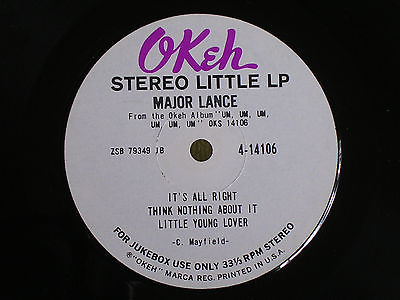 OKeh
STEREO LITTLE LP
MAJOR LANCE
From the Okeh Album "UM, UM, UM,
UM, UM, UM" OKS 14106
ZSB 79349 1B
4-14106
IT'S ALL RIGHT
THINK NOTHING ABOUT IT
LITTLE YOUNG LOVER
-C. Mayfield-
FOR JUKEBOX USE ONLY 33⅓ RPM STEREO
® "OKEH" MARCA REG. PRINTED IN U.S.A.